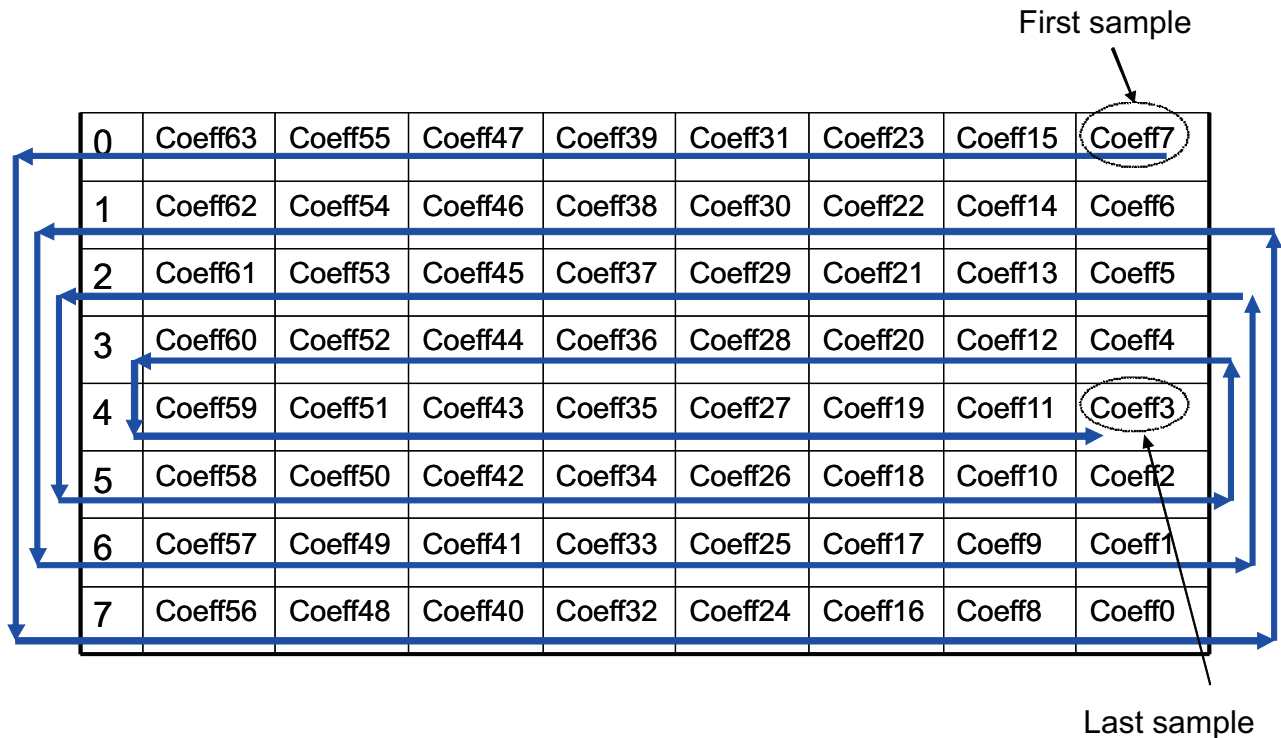 First sample
0 Coeff63 Coeff55 Coeff47 Coeff39 Coeff31 Coeff23 Coeff15 Coeff7
1 Coeff62 Coeff54 Coeff46 Coeff38 Coeff30 Coeff22 Coeff14 Coeff6
2 Coeff61 Coeff53 Coeff45 Coeff37 Coeff29 Coeff21 Coeff13 Coeff5
3 Coeff60 Coeff52 Coeff44 Coeff36 Coeff28 Coeff20 Coeff12 Coeff4
4 Coeff59 Coeff51 Coeff43 Coeff35 Coeff27 Coeff19 Coeff11 Coeff3
5 Coeff58 Coeff50 Coeff42 Coeff34 Coeff26 Coeff18 Coeff10 Coeff2
6 Coeff57 Coeff49 Coeff41 Coeff33 Coeff25 Coeff17 Coeff9 Coeff1
7 Coeff56 Coeff48 Coeff40 Coeff32 Coeff24 Coeff16 Coeff8 Coeff0
Last sample